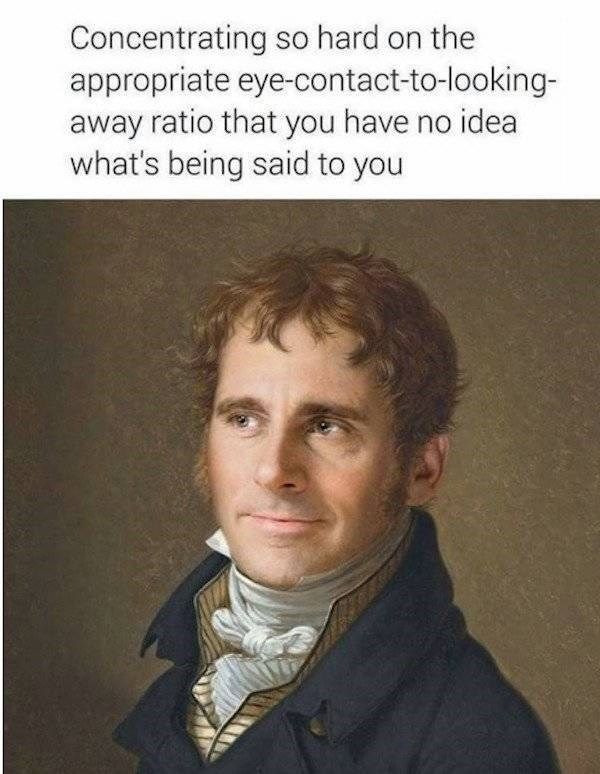 Concentrating so hard on the
appropriate eye-contact-to-looking-
away ratio that you have no idea
what's being said to you